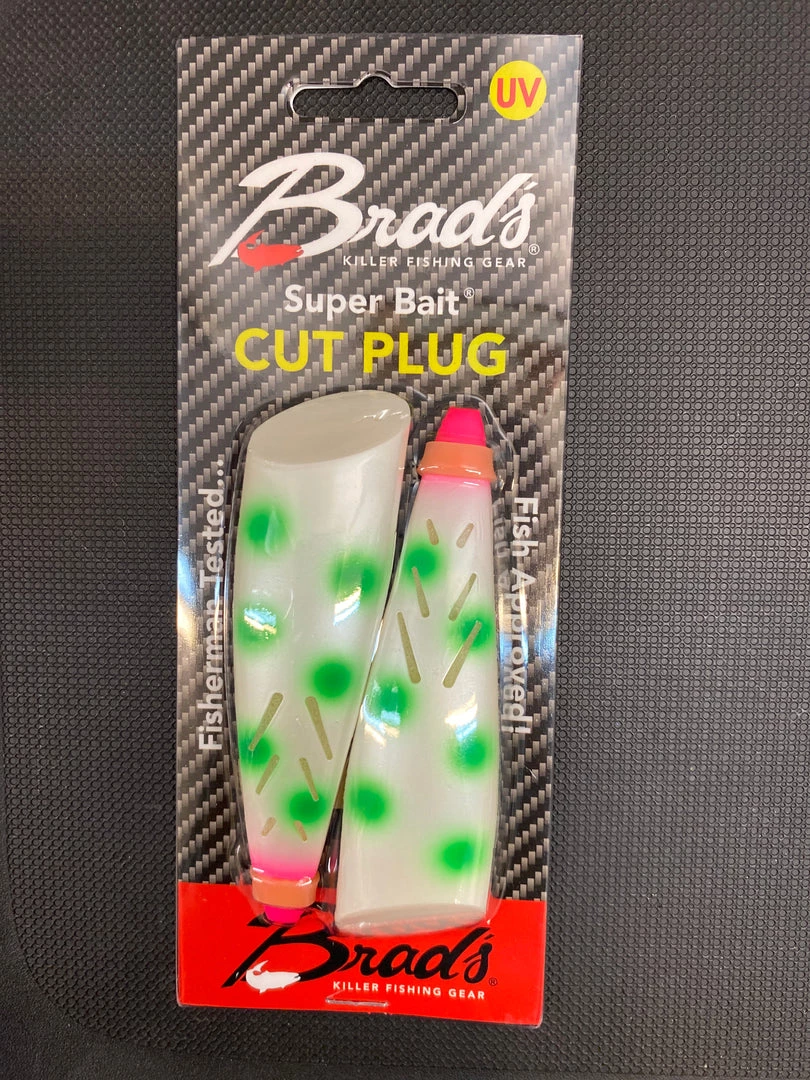 UV
Brad's®
KILLER FISHING GEAR
Super Bait®
CUT PLUG
Fisherman Tested...
Fish Approved!
Brad's®
KILLER FISHING GEAR